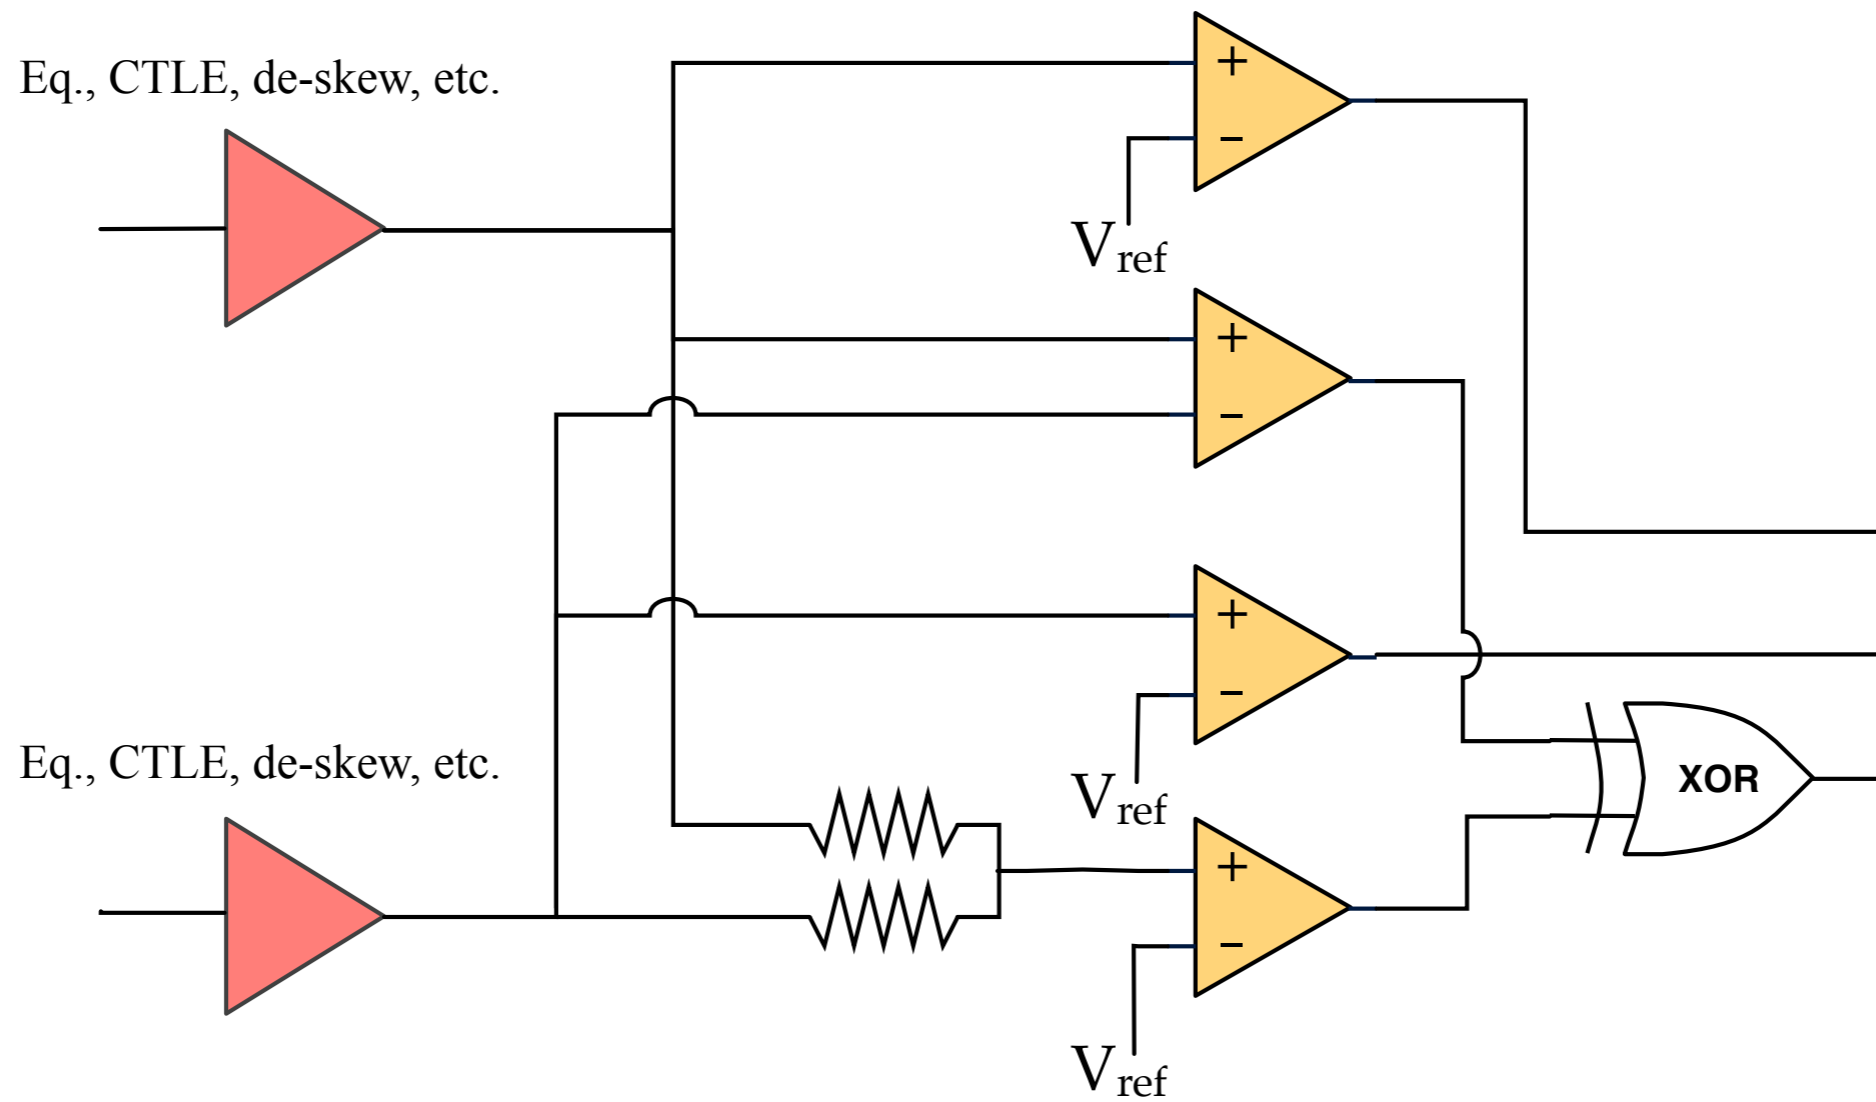 Eq., CTLE, de-skew, etc.
+
−
Vref
+
−
+
−
Vref
Eq., CTLE, de-skew, etc.
XOR
+
−
Vref